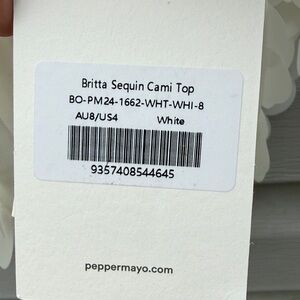 Britta Sequin Cami Top
BO-PM24-1662-WHT-WHI-8
AU8/US4 White
9357408544645
peppermayo.com